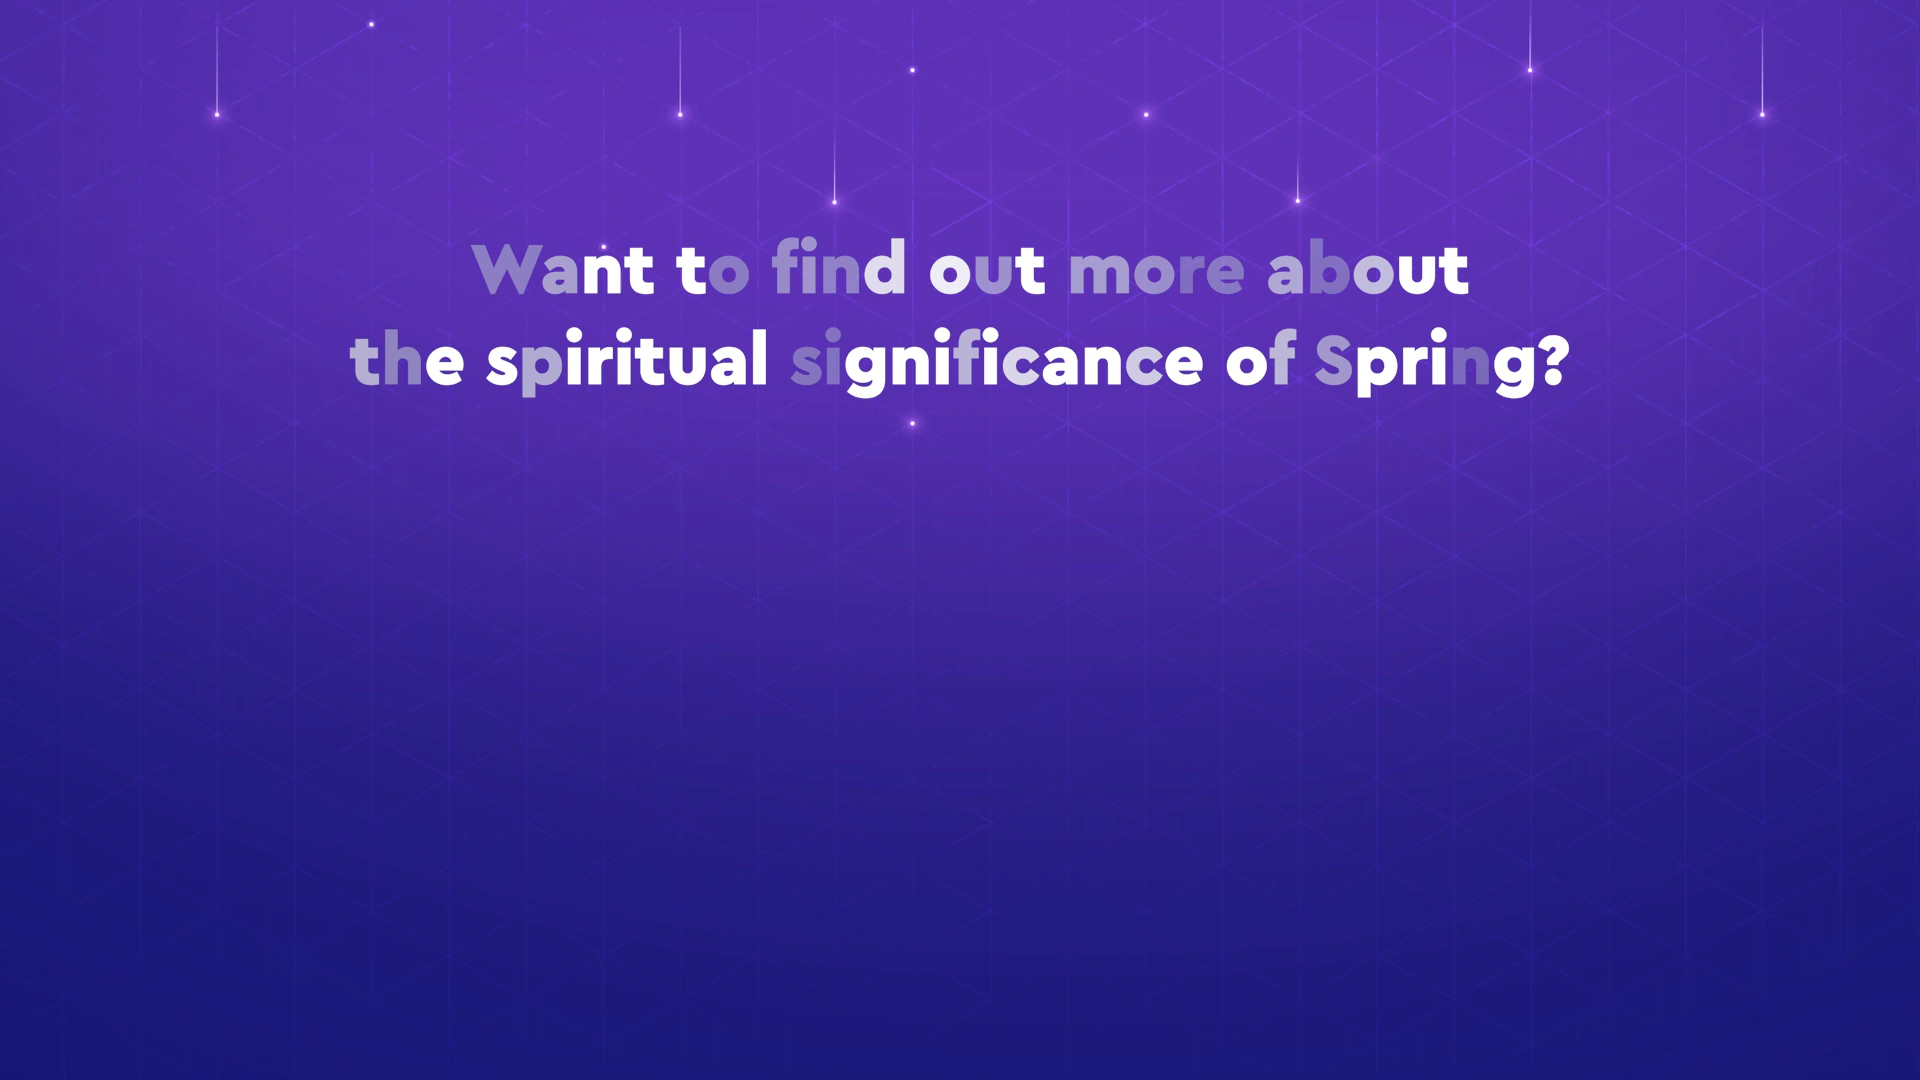 Want to find out more about
the spiritual significance of Spring?